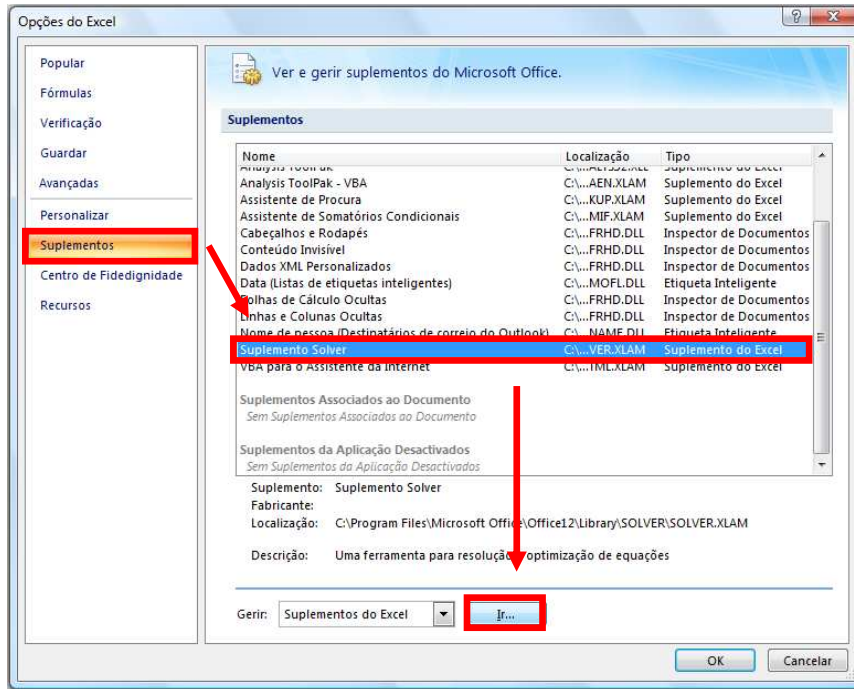 Opções do Excel
Popular
Fórmulas
Verificação
Guardar
Avançadas
Personalizar
Suplementos
Centro de Fidedignidade
Recursos
Ver e gerir suplementos do Microsoft Office.
Suplementos
Nome Localização Tipo
Analysis ToolPak Suplemento do Excel
Analysis ToolPak - VBA C:\...AEN.XLAM Suplemento do Excel
Assistente de Procura C:\...KUP.XLAM Suplemento do Excel
Assistente de Somatórios Condicionais C:\...MIF.XLAM Suplemento do Excel
Cabeçalhos e Rodapés C:\...FRHD.DLL Inspector de Documentos
Conteúdo Invisível C:\...FRHD.DLL Inspector de Documentos
Dados XML Personalizados C:\...FRHD.DLL Inspector de Documentos
Data (Listas de etiquetas inteligentes) C:\...MOFL.DLL Etiqueta Inteligente
Folhas de Cálculo Ocultas C:\...FRHD.DLL Inspector de Documentos
Linhas e Colunas Ocultas C:\...FRHD.DLL Inspector de Documentos
Nome de pessoa (Destinatários de correio do Outlook) C:\...NAME.DLL Etiqueta Inteligente
Suplemento Solver C:\...VER.XLAM Suplemento do Excel
VBA para o Assistente da Internet C:\...TML.XLAM Suplemento do Excel
Suplementos Associados ao Documento
Sem Suplementos Associados ao Documento
Suplementos da Aplicação Desactivados
Sem Suplementos da Aplicação Desactivados
Suplemento: Suplemento Solver
Fabricante:
Localização: C:\Program Files\Microsoft Office\Office12\Library\SOLVER\SOLVER.XLAM
Descrição: Uma ferramenta para resolução optimização de equações
Gerir: Suplementos do Excel Ir...
OK Cancelar